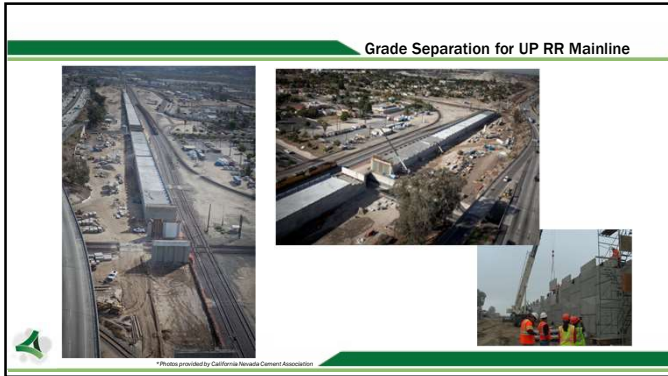 Grade Separation for UP RR Mainline
*Photos provided by California Nevada Cement Association